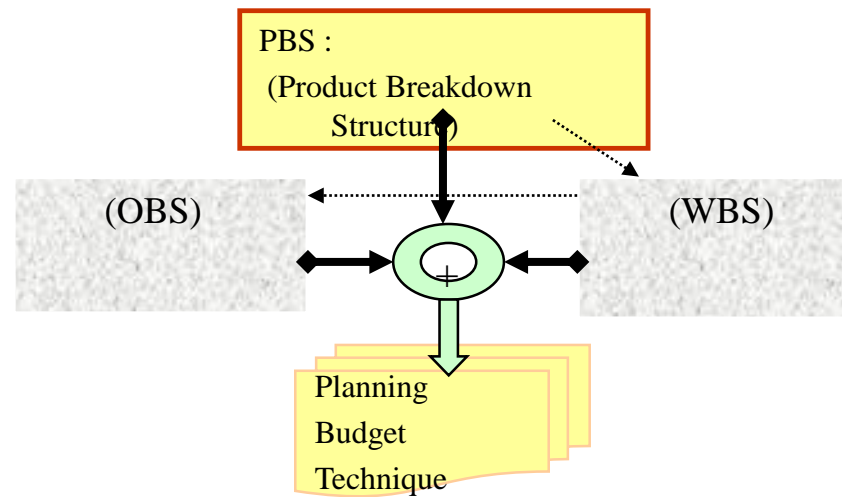 PBS :
(Product Breakdown
Structure)
(OBS)
(WBS)
Planning
Budget
Technique